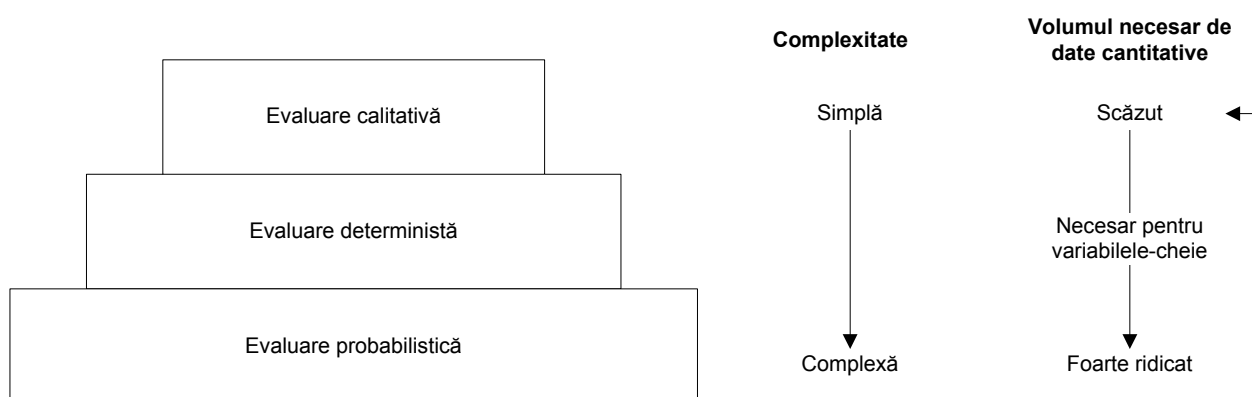 Complexitate
Volumul necesar de
date cantitative
Evaluare calitativă
Simplă
Scăzut
Evaluare deterministă
Necesar pentru
variabilele-cheie
Evaluare probabilistică
Complexă
Foarte ridicat